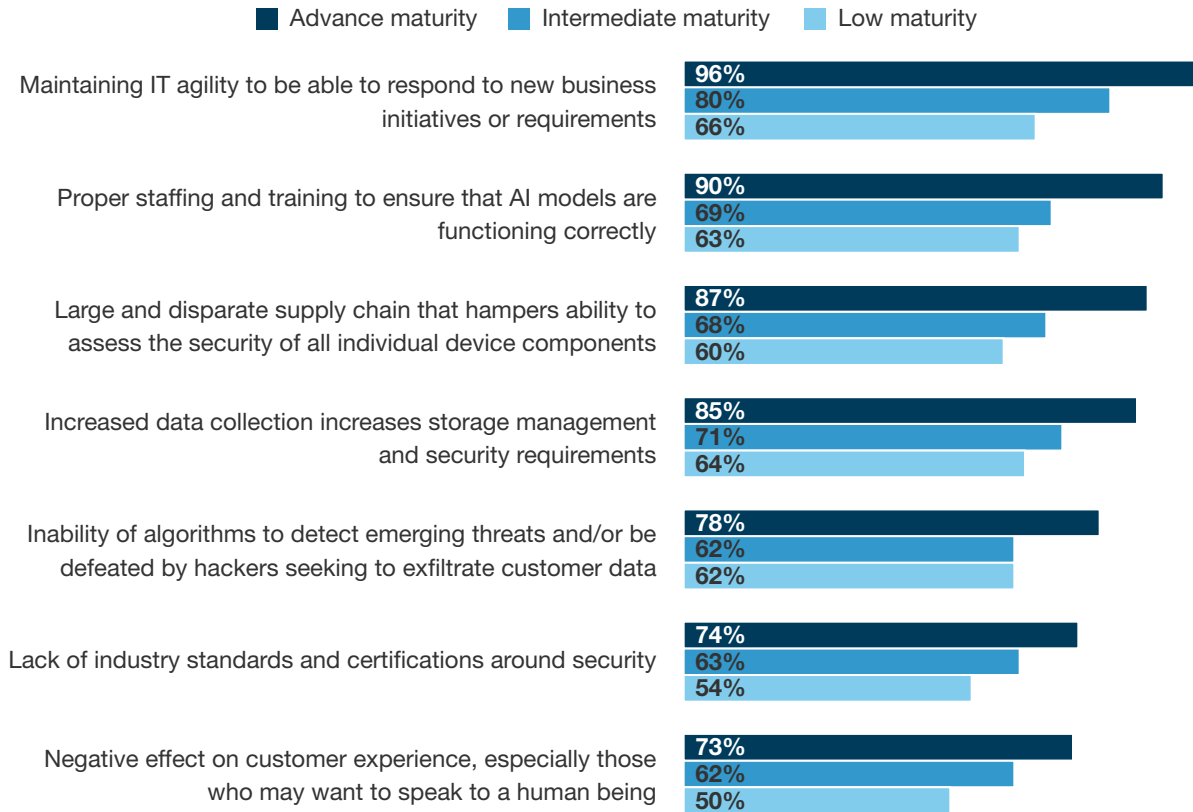 Advance maturity Intermediate maturity Low maturity
Maintaining IT agility to be able to respond to new business
initiatives or requirements
96%
80%
66%
Proper staffing and training to ensure that AI models are
functioning correctly
90%
69%
63%
Large and disparate supply chain that hampers ability to
assess the security of all individual device components
87%
68%
60%
Increased data collection increases storage management
and security requirements
85%
71%
64%
Inability of algorithms to detect emerging threats and/or be
defeated by hackers seeking to exfiltrate customer data
78%
62%
62%
Lack of industry standards and certifications around security
74%
63%
54%
Negative effect on customer experience, especially those
who may want to speak to a human being
73%
62%
50%